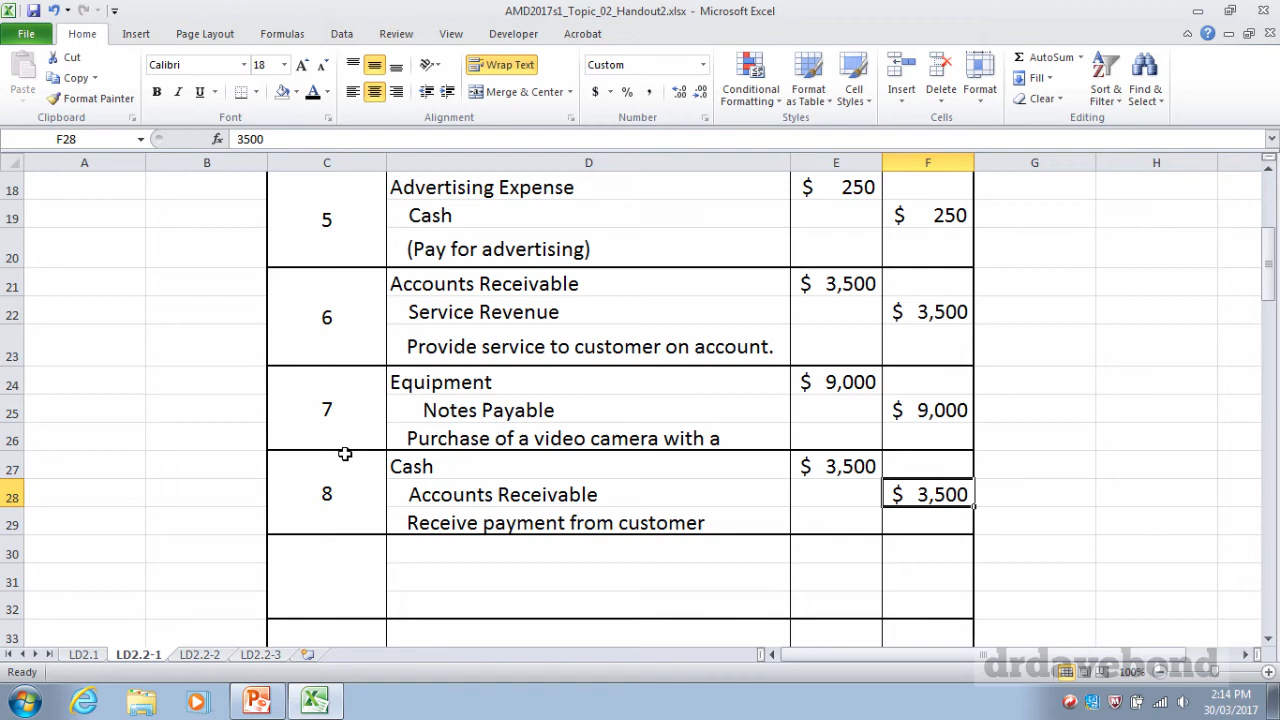 AMD2017s1_Topic_02_Handout2.xlsx - Microsoft Excel
File Home Insert Page Layout Formulas Data Review View Developer Acrobat
Paste
Cut
Copy
Format Painter
Clipboard
Calibri 18
B I U A
Font
Wrap Text
Merge & Center
Alignment
Custom
$ % ,
Number
Conditional Formatting
Format as Table
Cell Styles
Styles
Insert Delete Format
Cells
Σ AutoSum
Fill
Clear
Sort & Filter
Find & Select
Editing
F28 fx 3500
A B C D E F G H
18 Advertising Expense $ 250
19 5 Cash $ 250
20 (Pay for advertising)
21 Accounts Receivable $ 3,500
22 6 Service Revenue $ 3,500
23 Provide service to customer on account.
24 Equipment $ 9,000
25 7 Notes Payable $ 9,000
26 Purchase of a video camera with a
27 Cash $ 3,500
28 8 Accounts Receivable $ 3,500
29 Receive payment from customer
30
31
32
33
LD2.1 LD2.2-1 LD2.2-2 LD2.2-3
Ready 100%
drdavebond
2:14 PM
30/03/2017